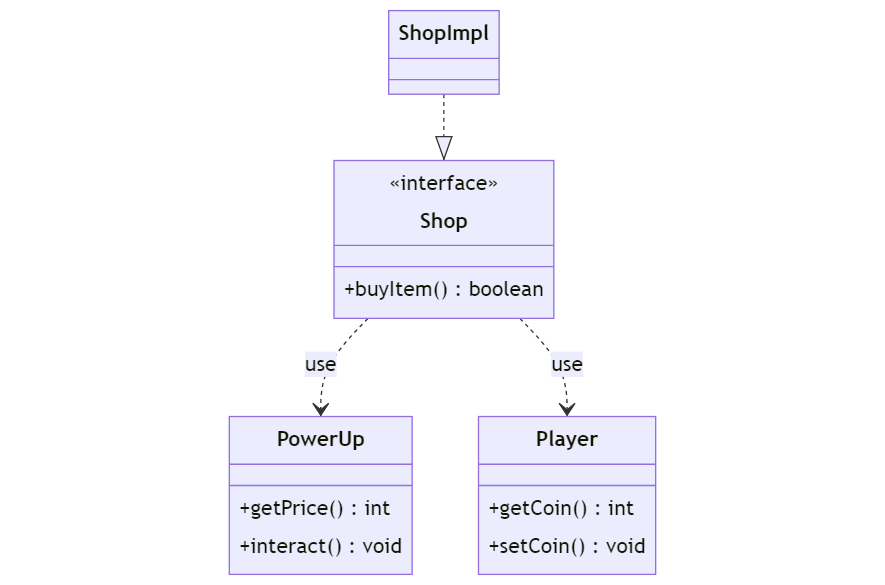 ShopImpl
«interface»
Shop
+buyItem() : boolean
use
use
PowerUp
+getPrice() : int
+interact() : void
Player
+getCoin() : int
+setCoin() : void